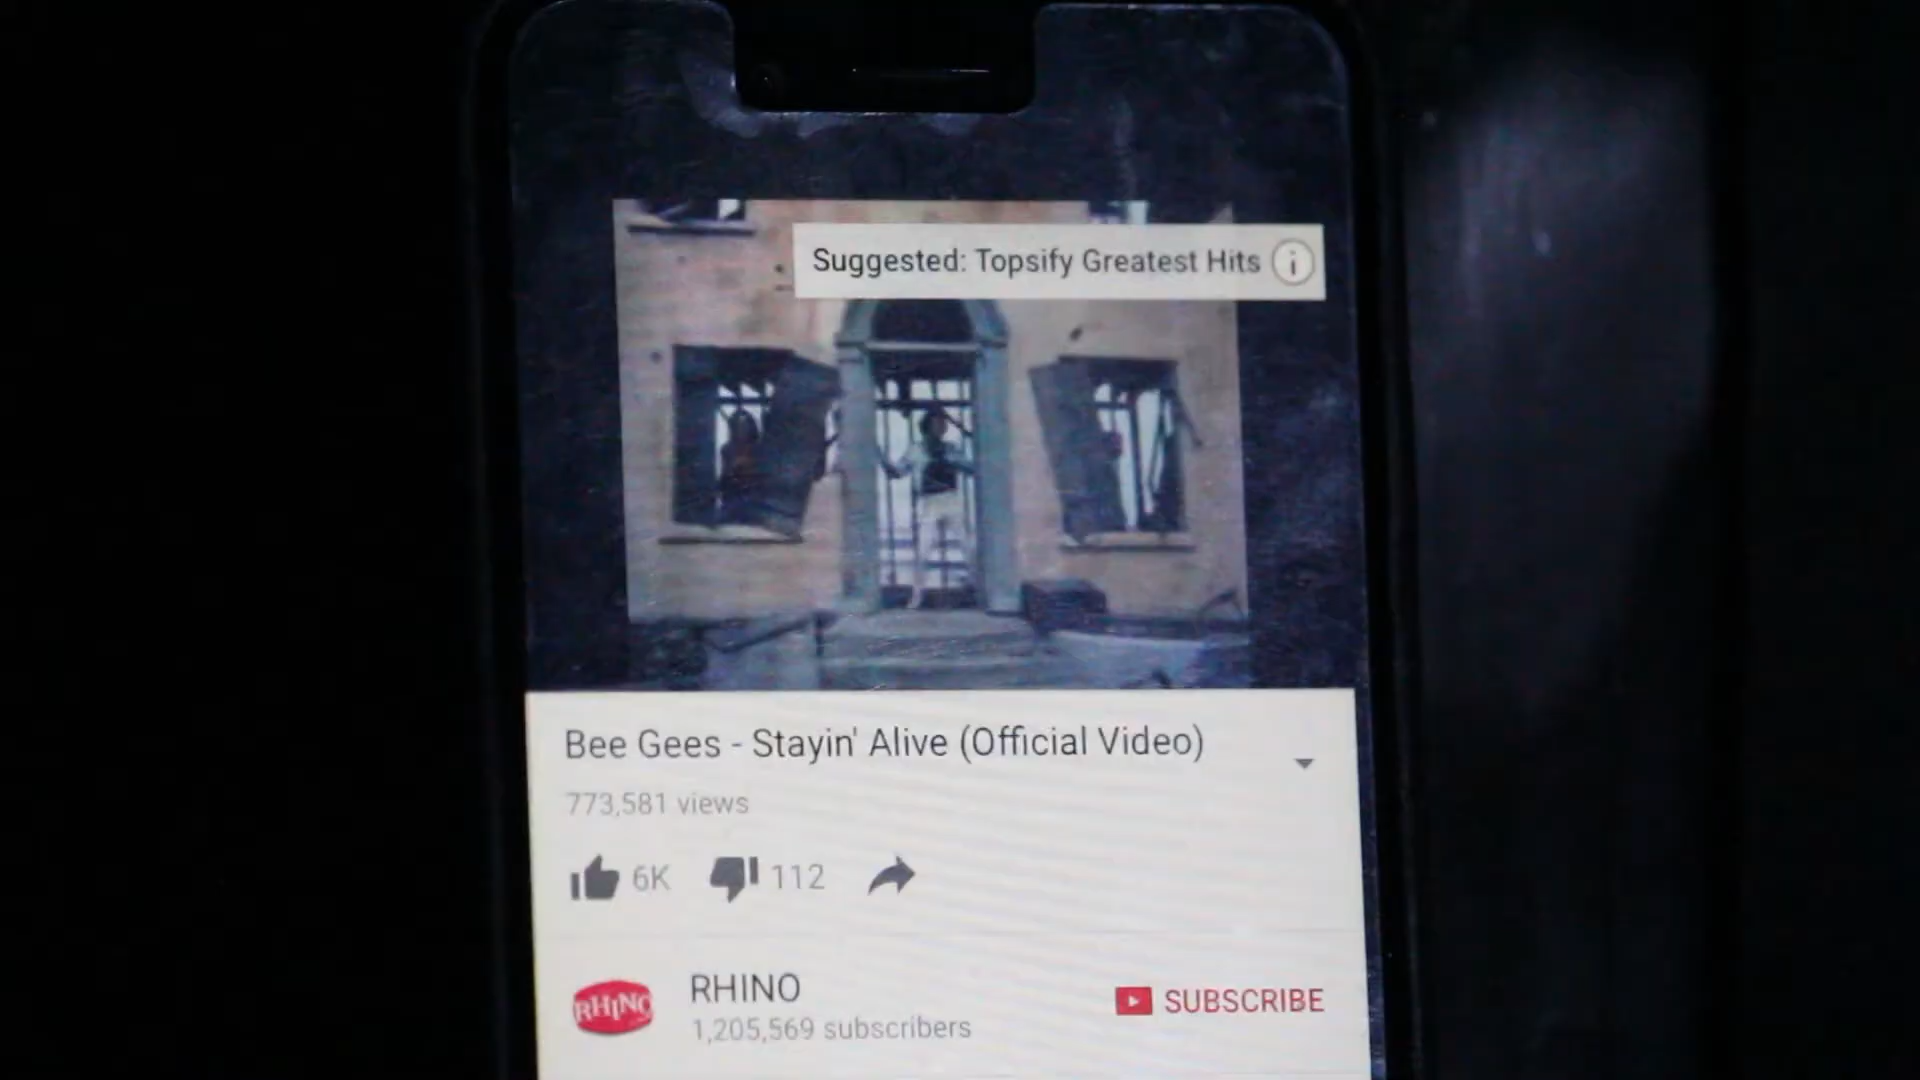 Suggested: Topsify Greatest Hits
Bee Gees - Stayin' Alive (Official Video)
773,581 views
6K 112
RHINO
RHINO
1,205,569 subscribers
SUBSCRIBE